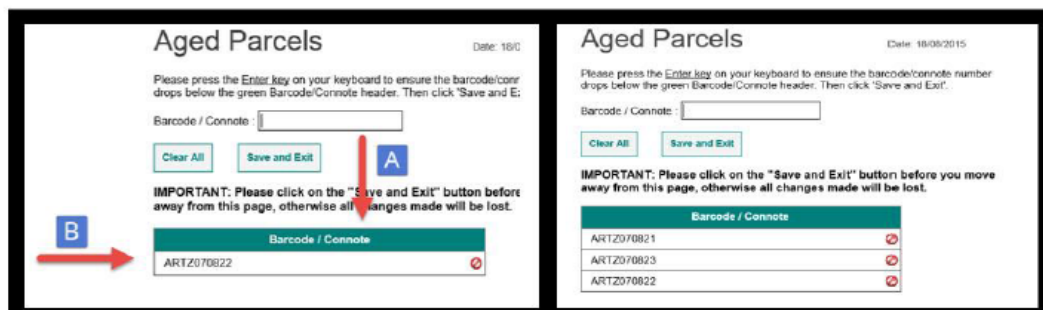 Aged Parcels
Date: 18/0
Please press the Enter key on your keyboard to ensure the barcode/conr
drops below the green Barcode/Connote header. Then click 'Save and E
Barcode / Connote :
Clear All
Save and Exit
A
IMPORTANT: Please click on the "Save and Exit" button before
away from this page, otherwise all changes made will be lost.
B
Barcode / Connote
ARTZ070822
Aged Parcels
Date: 18/08/2015
Please press the Enter key on your keyboard to ensure the barcode/connote number
drops below the green Barcode/Connote header. Then click 'Save and Exit'.
Barcode / Connote :
Clear All
Save and Exit
IMPORTANT: Please click on the "Save and Exit" button before you move
away from this page, otherwise all changes made will be lost.
Barcode / Connote
ARTZ070821
ARTZ070823
ARTZ070822